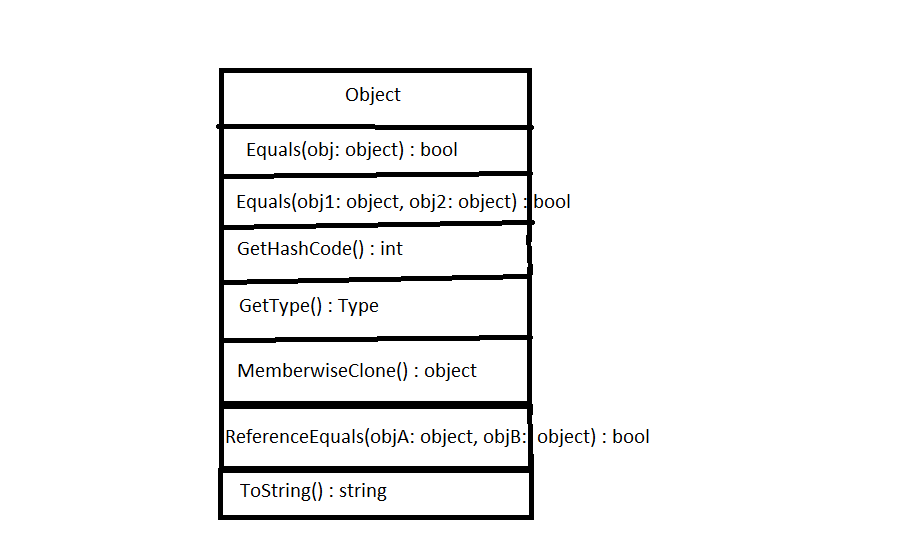 Object
Equals(obj: object) : bool
Equals(obj1: object, obj2: object) : bool
GetHashCode() : int
GetType() : Type
MemberwiseClone() : object
ReferenceEquals(objA: object, objB: object) : bool
ToString() : string